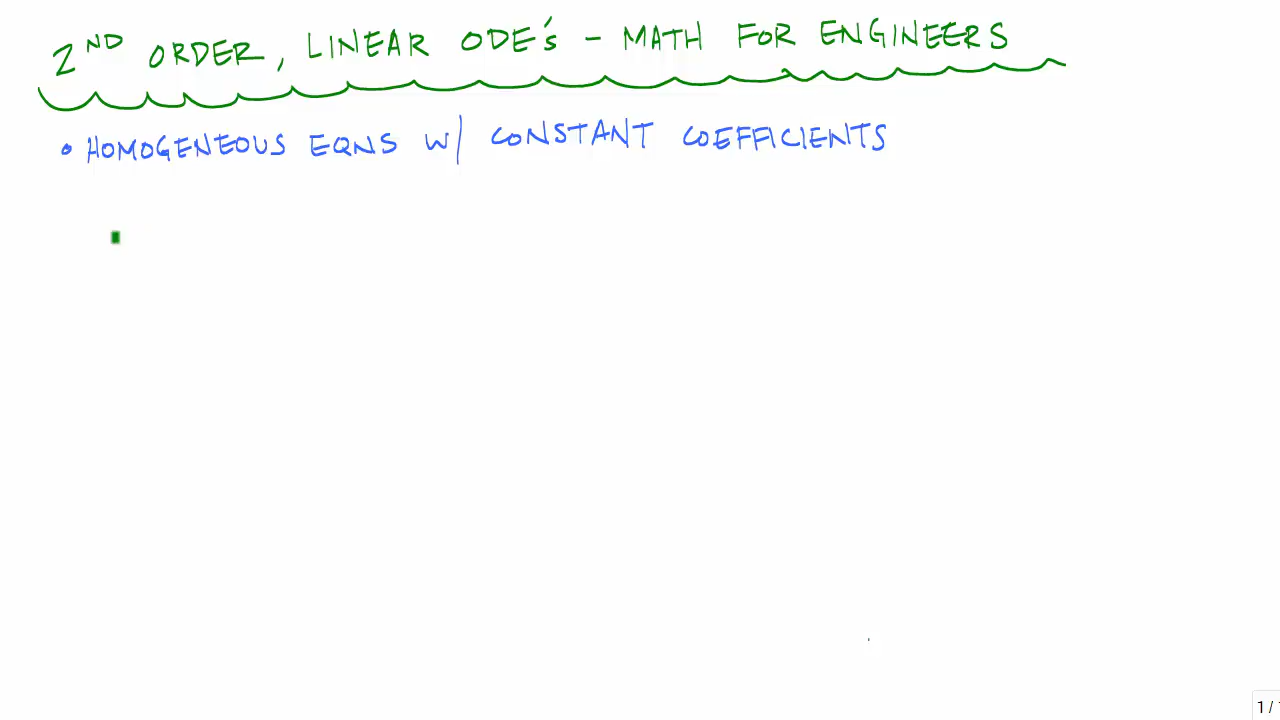 2ND ORDER, LINEAR ODE's - MATH FOR ENGINEERS
• HOMOGENEOUS EQNS W/ CONSTANT COEFFICIENTS
1 /